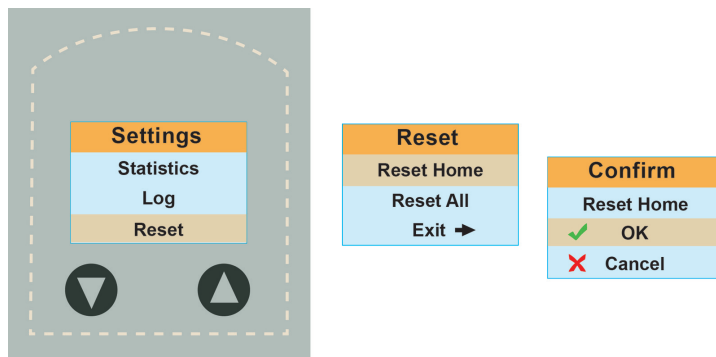 Settings
Statistics
Log
Reset
Reset
Reset Home
Reset All
Exit
Confirm
Reset Home
OK
Cancel